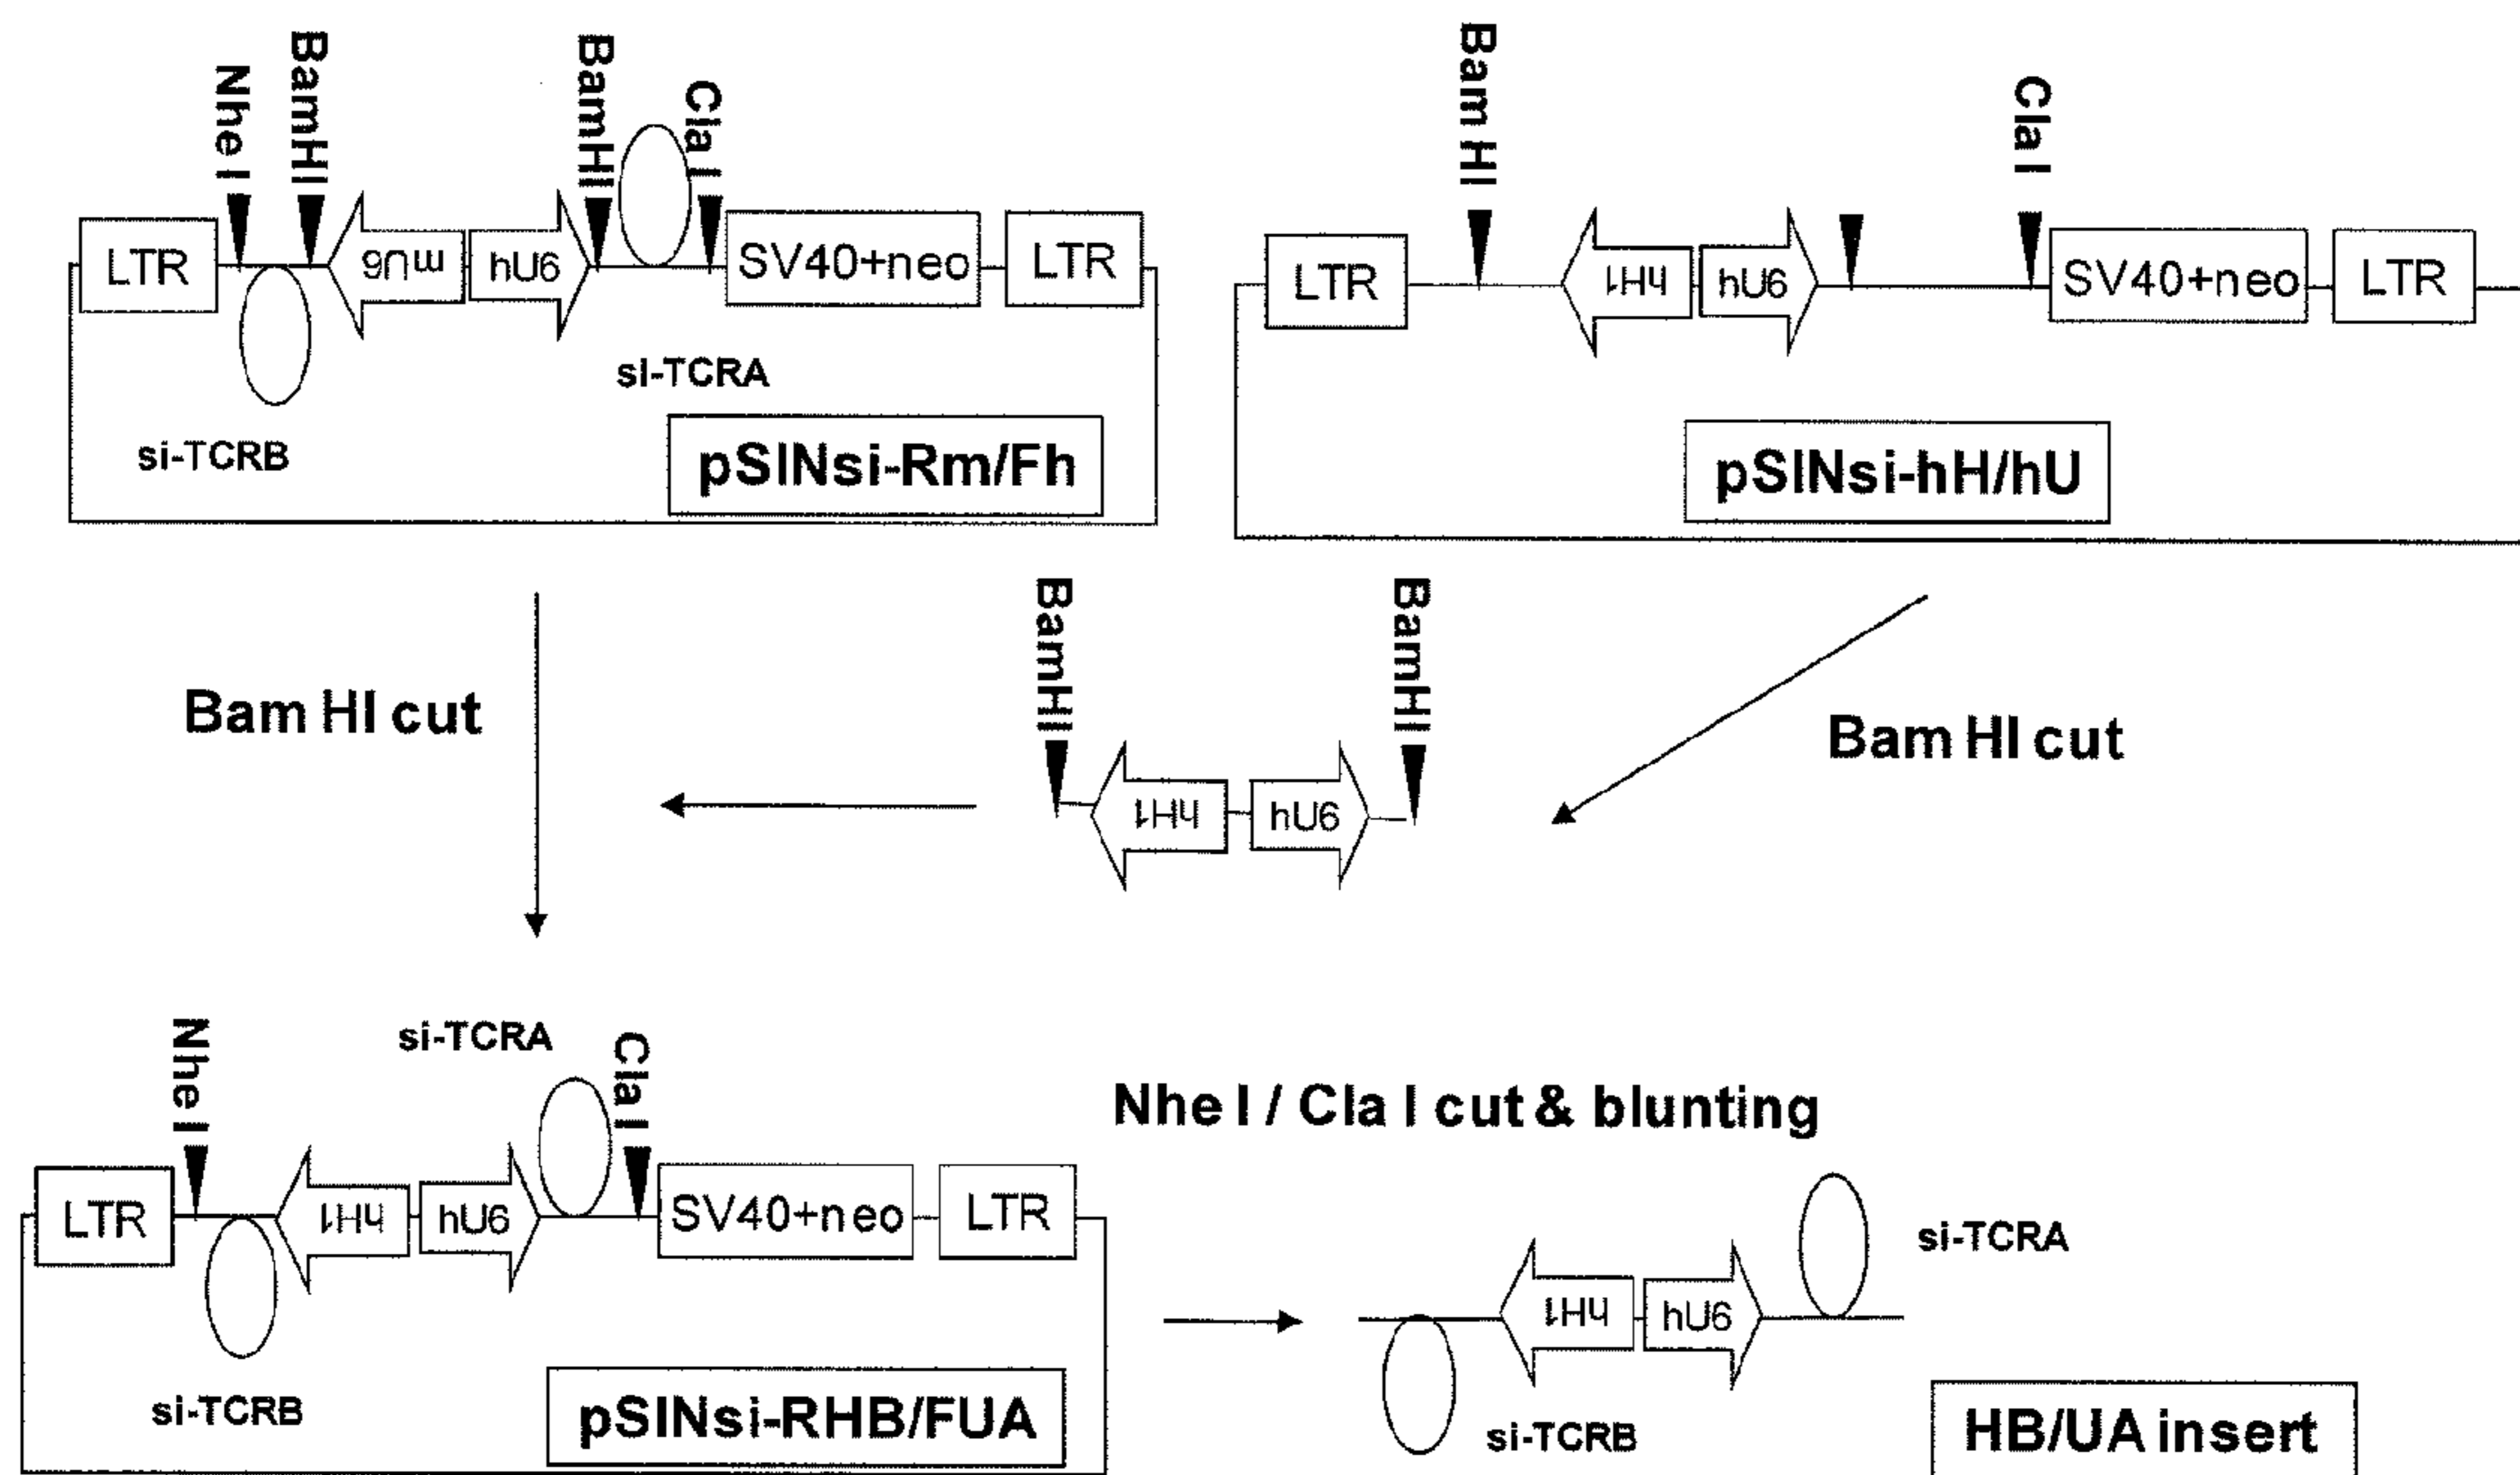 Nhe I
BamHI
BamHI
Cla I
LTR
mU6
hU6
SV40+neo
LTR
si-TCRA
si-TCRB
pSINsi-Rm/Fh
Bam HI
Cla I
LTR
hH1
hU6
SV40+neo
LTR
pSINsi-hH/hU
Bam HI cut
BamHI
BamHI
hH1
hU6
Bam HI cut
Nhe I
si-TCRA
Cla I
LTR
hH1
hU6
SV40+neo
LTR
si-TCRB
pSINsi-RHB/FUA
Nhe I / Cla I cut & blunting
si-TCRA
hH1
hU6
si-TCRB
HB/UA insert